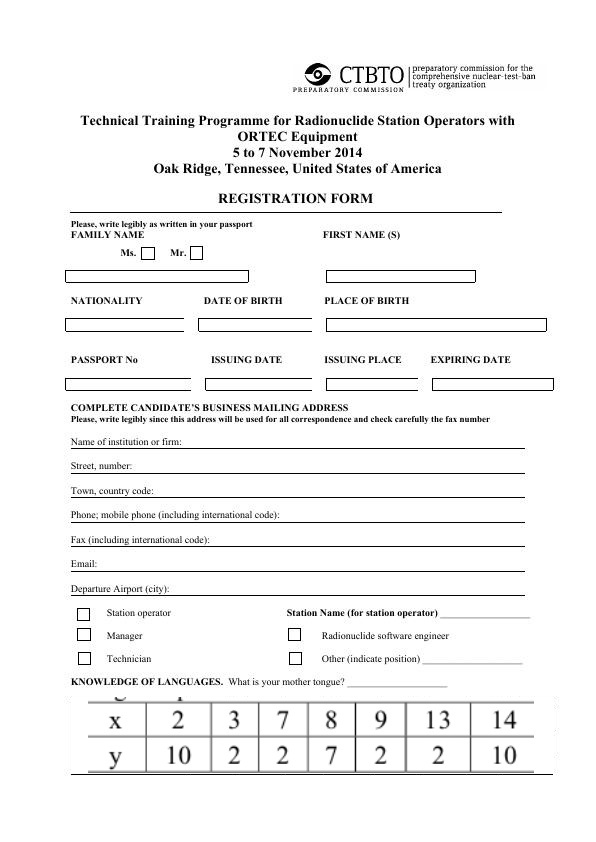 CTBTO
PREPARATORY COMMISSION
preparatory commission for the
comprehensive nuclear-test-ban
treaty organization
Technical Training Programme for Radionuclide Station Operators with
ORTEC Equipment
5 to 7 November 2014
Oak Ridge, Tennessee, United States of America
REGISTRATION FORM
Please, write legibly as written in your passport
FAMILY NAME FIRST NAME (S)
Ms. Mr.
NATIONALITY DATE OF BIRTH PLACE OF BIRTH
PASSPORT No ISSUING DATE ISSUING PLACE EXPIRING DATE
COMPLETE CANDIDATE'S BUSINESS MAILING ADDRESS
Please, write legibly since this address will be used for all correspondence and check carefully the fax number
Name of institution or firm:
Street, number:
Town, country code:
Phone; mobile phone (including international code):
Fax (including international code):
Email:
Departure Airport (city):
Station operator Station Name (for station operator) __________________
Manager Radionuclide software engineer
Technician Other (indicate position) ____________________
KNOWLEDGE OF LANGUAGES. What is your mother tongue? ____________________
x 2 3 7 8 9 13 14
y 10 2 2 7 2 2 10